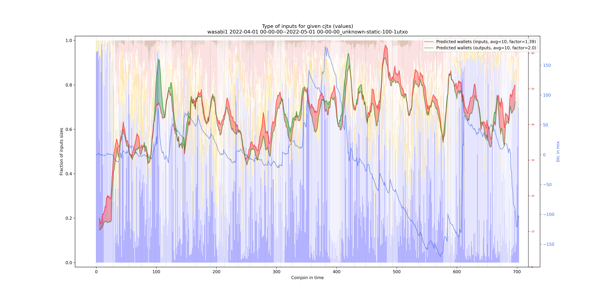 Type of inputs for given cjtx (values)
wasabi1 2022-04-01 00-00-00--2022-05-01 00-00-00_unknown-static-100-1utxo
Predicted wallets (inputs, avg=10, factor=1.39)
Predicted wallets (outputs, avg=10, factor=2.0)
Fraction of inputs sizes
1.0
0.8
0.6
0.4
0.2
0.0
0 100 200 300 400 500 600 700
Coinjoin in time
150
100
50
0
−50
−100
−150